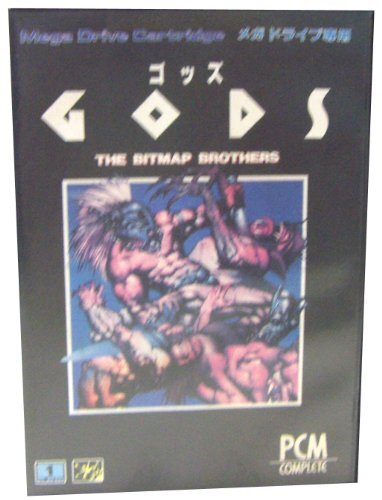 Mega Drive Cartridge メガドライブ専用
ゴッズ
GODS
THE BITMAP BROTHERS
1
PCM
COMPLETE